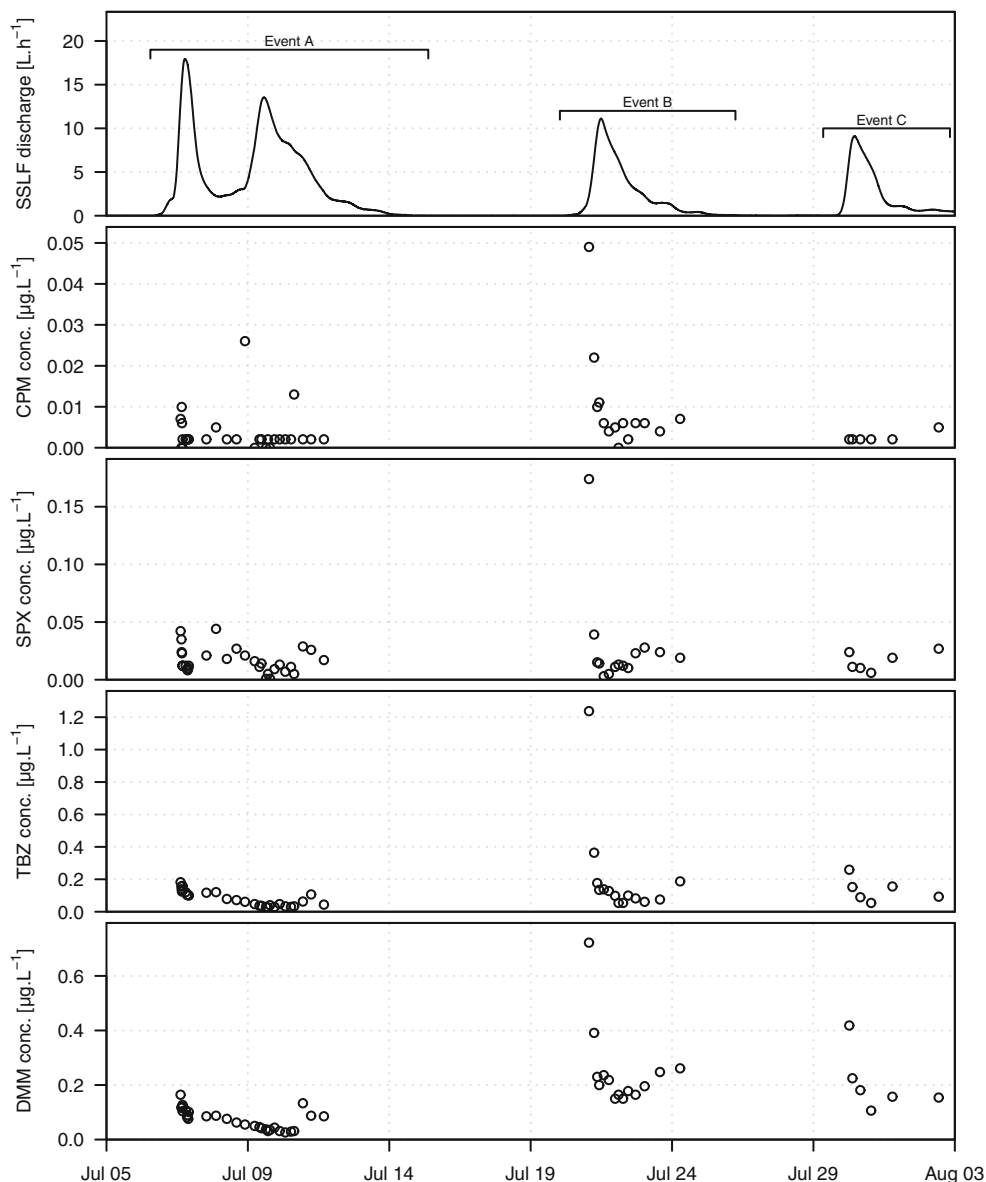 SSLF discharge [L.h⁻¹]
20
15
10
5
0
Event A
Event B
Event C
CPM conc. [µg.L⁻¹]
0.05
0.04
0.03
0.02
0.01
0.00
SPX conc. [µg.L⁻¹]
0.15
0.10
0.05
0.00
TBZ conc. [µg.L⁻¹]
1.2
1.0
0.8
0.6
0.4
0.2
0.0
DMM conc. [µg.L⁻¹]
0.6
0.4
0.2
0.0
Jul 05 Jul 09 Jul 14 Jul 19 Jul 24 Jul 29 Aug 03